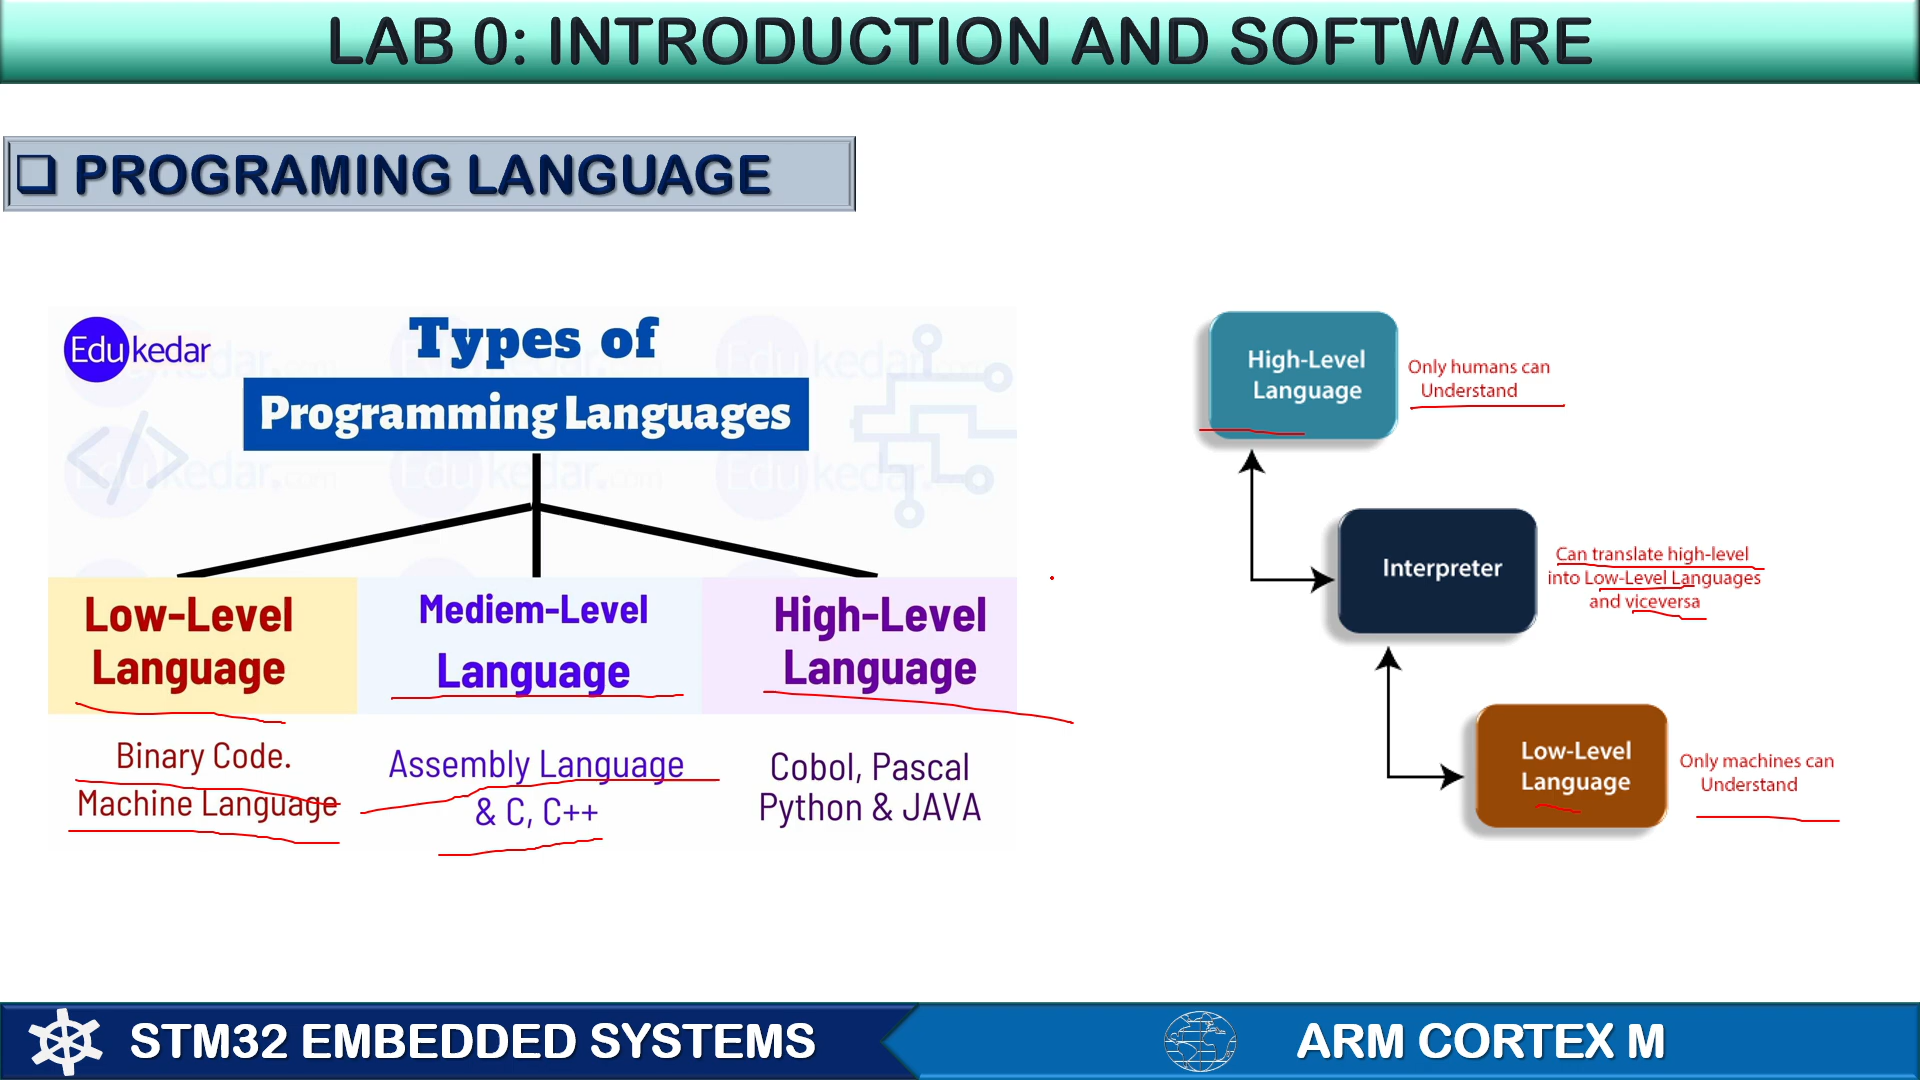 LAB 0: INTRODUCTION AND SOFTWARE
PROGRAMING LANGUAGE
Edukedar
Types of
Programming Languages
Low-Level
Language
Binary Code.
Machine Language
Mediem-Level
Language
Assembly Language
& C, C++
High-Level
Language
Cobol, Pascal
Python & JAVA
High-Level
Language
Only humans can
Understand
Interpreter
Can translate high-level
into Low-Level Languages
and viceversa
Low-Level
Language
Only machines can
Understand
STM32 EMBEDDED SYSTEMS
ARM CORTEX M